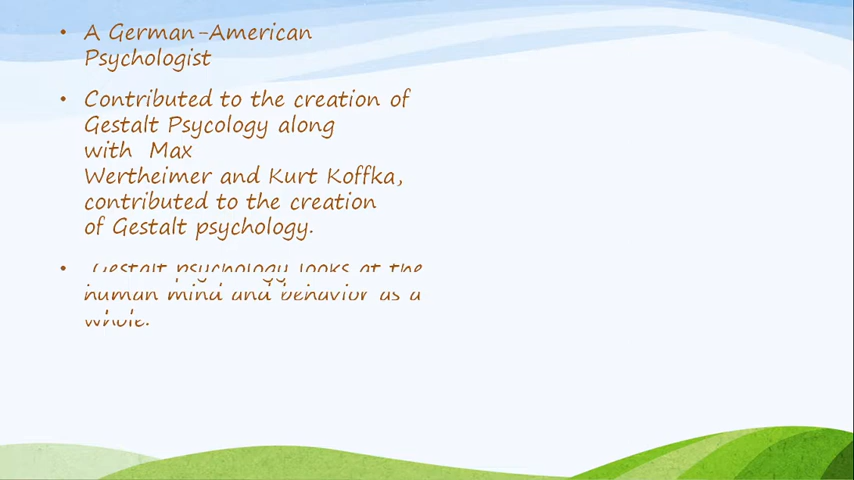 • A German-American
Psychologist
• Contributed to the creation of
Gestalt Psycology along
with Max
Wertheimer and Kurt Koffka,
contributed to the creation
of Gestalt psychology.
• Gestalt psychology looks at the
human mind and behavior as a
whole.